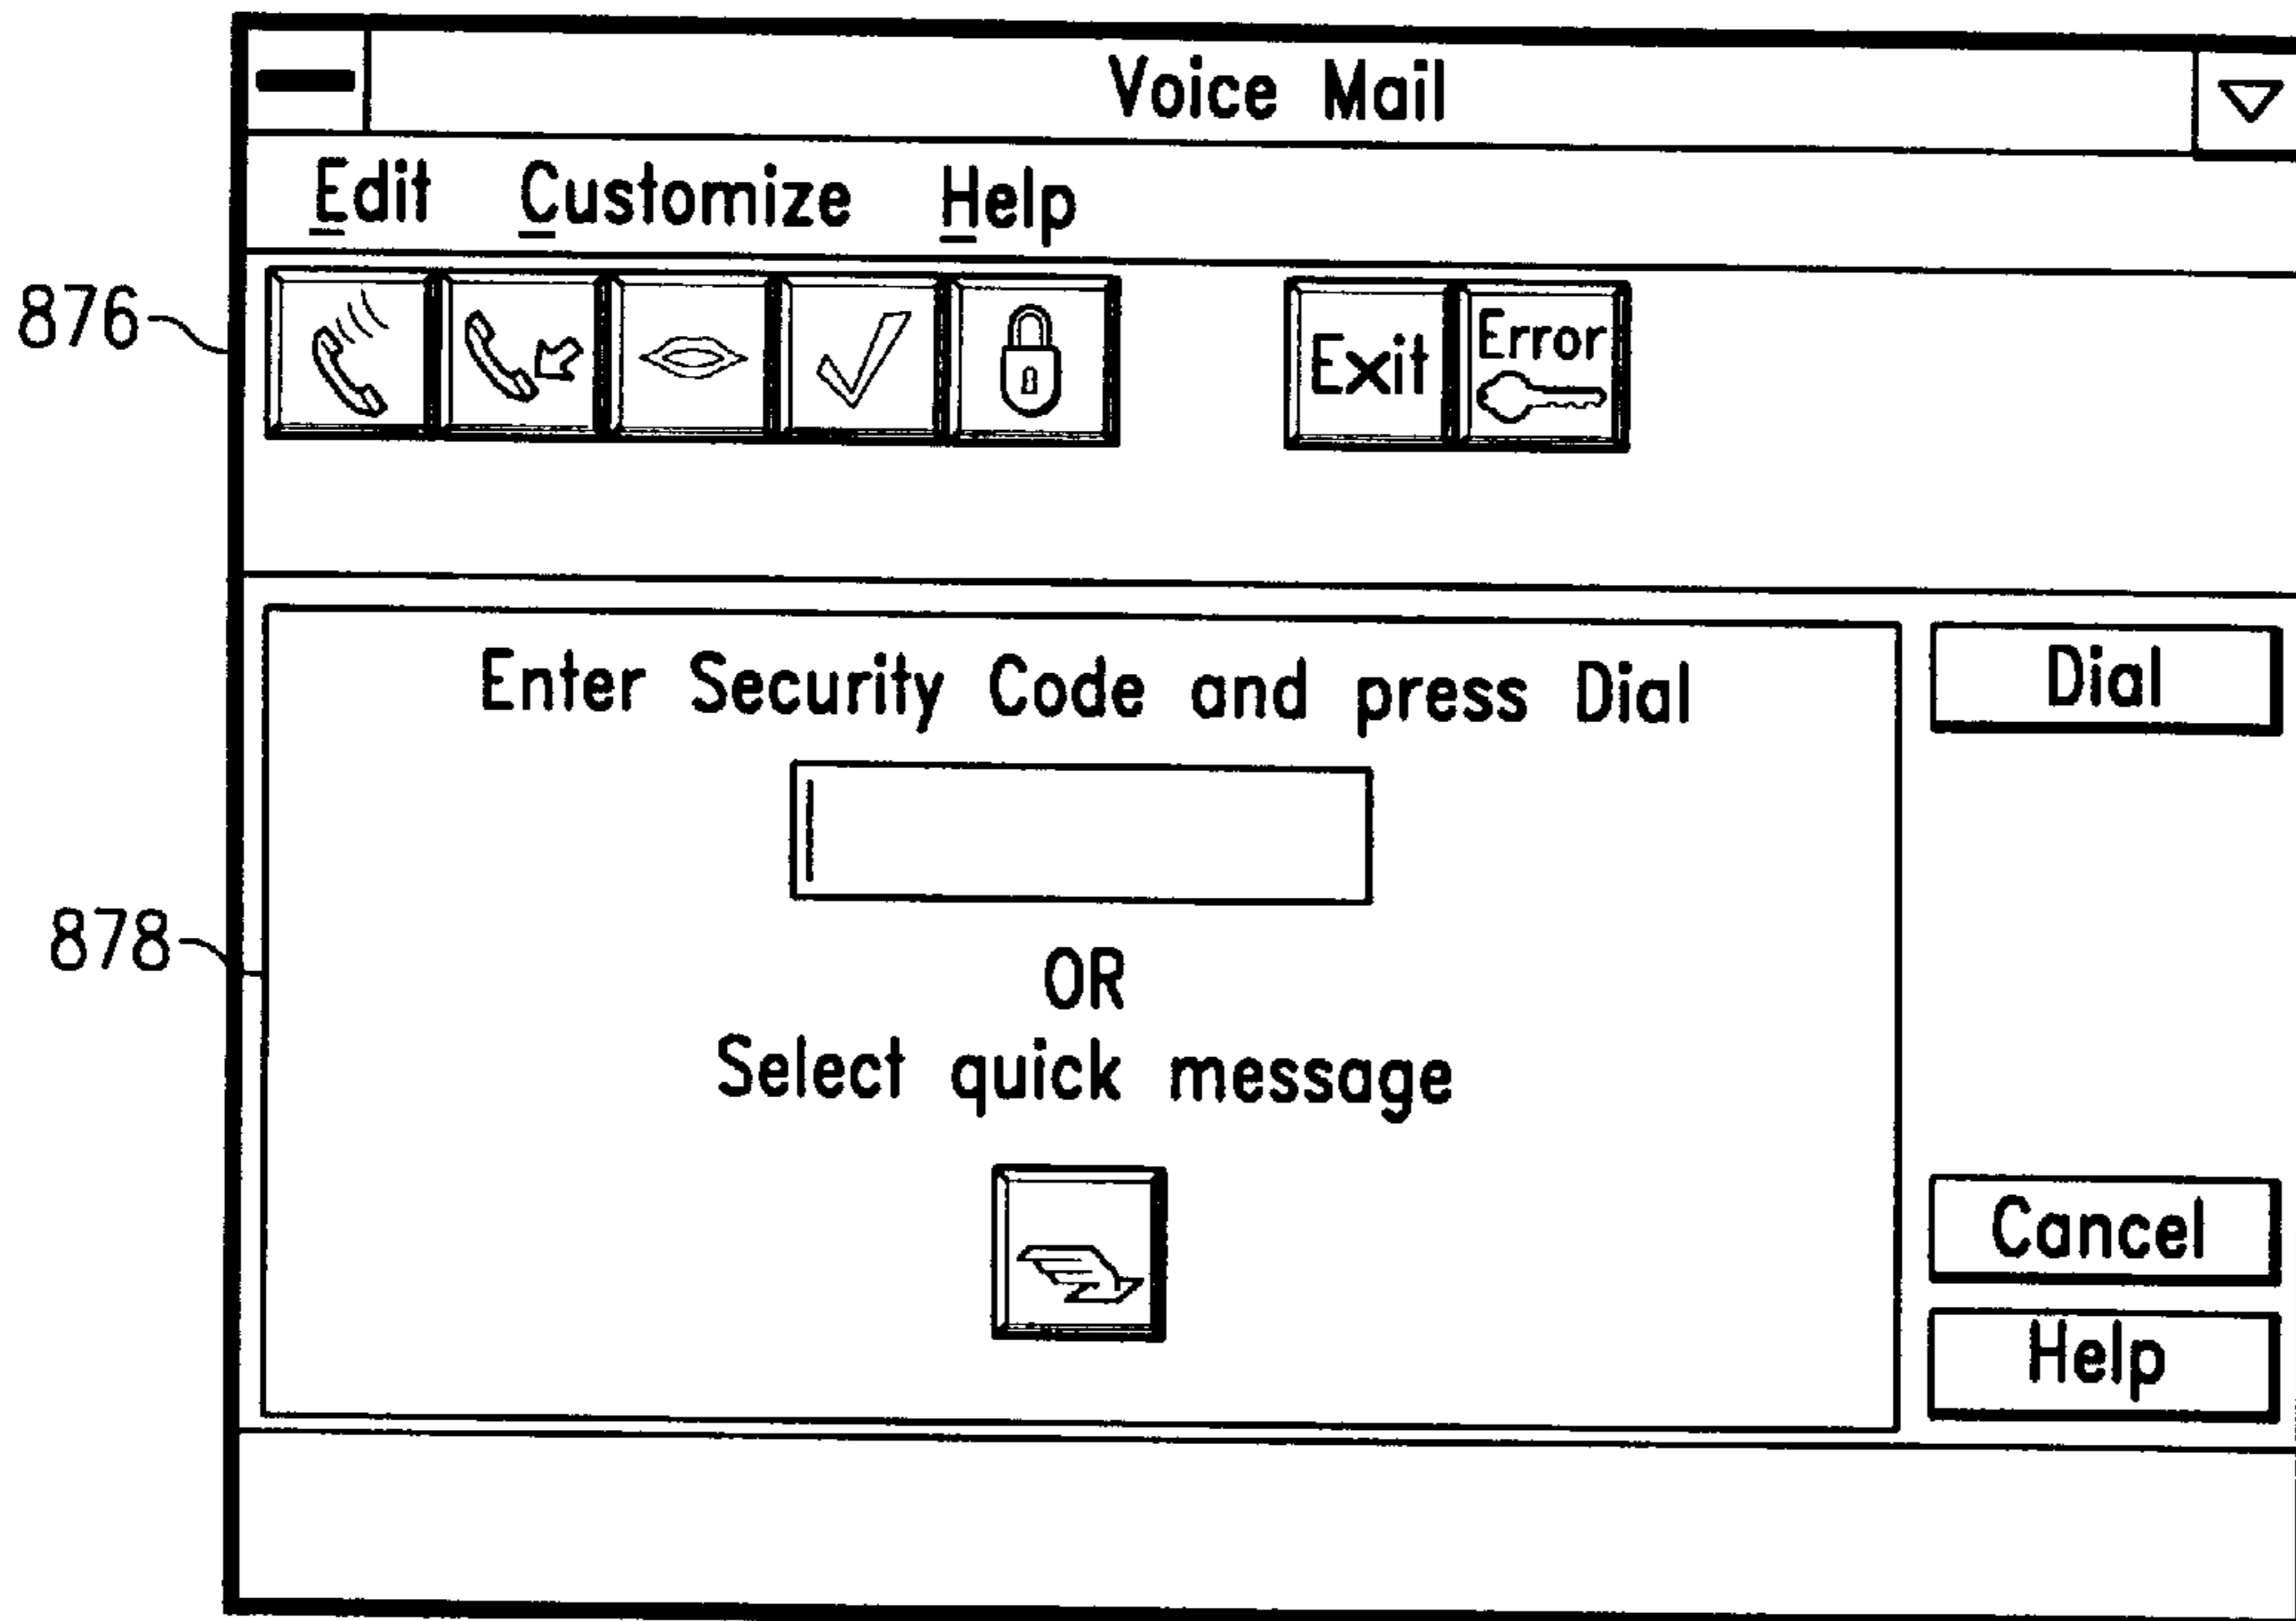 Voice Mail
Edit Customize Help
876
Exit Error
Enter Security Code and press Dial
Dial
878
OR
Select quick message
Cancel
Help